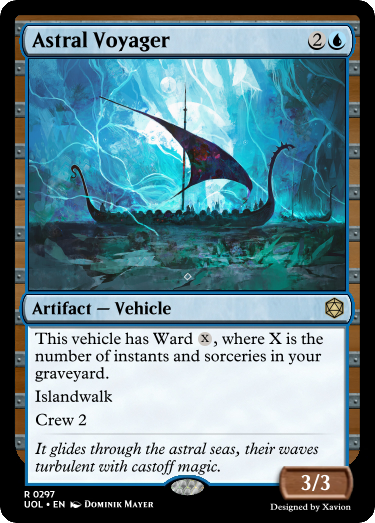 Astral Voyager 2
Artifact — Vehicle
This vehicle has Ward X, where X is the
number of instants and sorceries in your
graveyard.
Islandwalk
Crew 2
It glides through the astral seas, their waves
turbulent with castoff magic.
3/3
R 0297
UOL • EN Dominik Mayer
Designed by Xavion